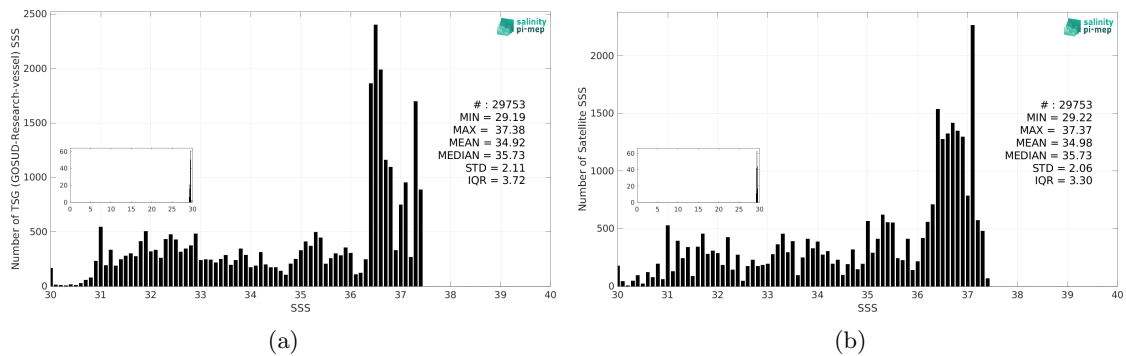 2500
2000
1500
1000
500
0
30 31 32 33 34 35 36 37 38 39 40
SSS
Number of TSG (GOSUD-Research-vessel) SSS
salinity
pi-mep
# : 29753
MIN = 29.19
MAX = 37.38
MEAN = 34.92
MEDIAN = 35.73
STD = 2.11
IQR = 3.72
60
40
20
0
0 5 10 15 20 25 30
(a)
2000
1500
1000
500
0
30 31 32 33 34 35 36 37 38 39 40
SSS
Number of Satellite SSS
salinity
pi-mep
# : 29753
MIN = 29.22
MAX = 37.37
MEAN = 34.98
MEDIAN = 35.73
STD = 2.06
IQR = 3.30
60
40
20
0
0 5 10 15 20 25 30
(b)